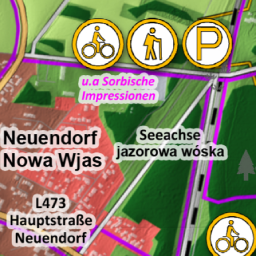 P
u.a Sorbische
Impressionen
Neuendorf
Nowa Wjas
Seeachse
jazorowa wóska
L473
Hauptstraße
Neuendorf